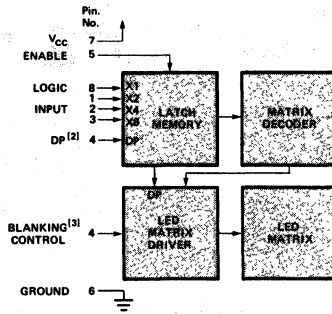 Pin.
No.
VCC 7
ENABLE 5
LOGIC 8 X1
1 X2
INPUT 2 X4
3 X8
DP[2] 4 DP
LATCH
MEMORY
MATRIX
DECODER
DP
BLANKING[3]
CONTROL 4
LED
MATRIX
DRIVER
LED
MATRIX
GROUND 6